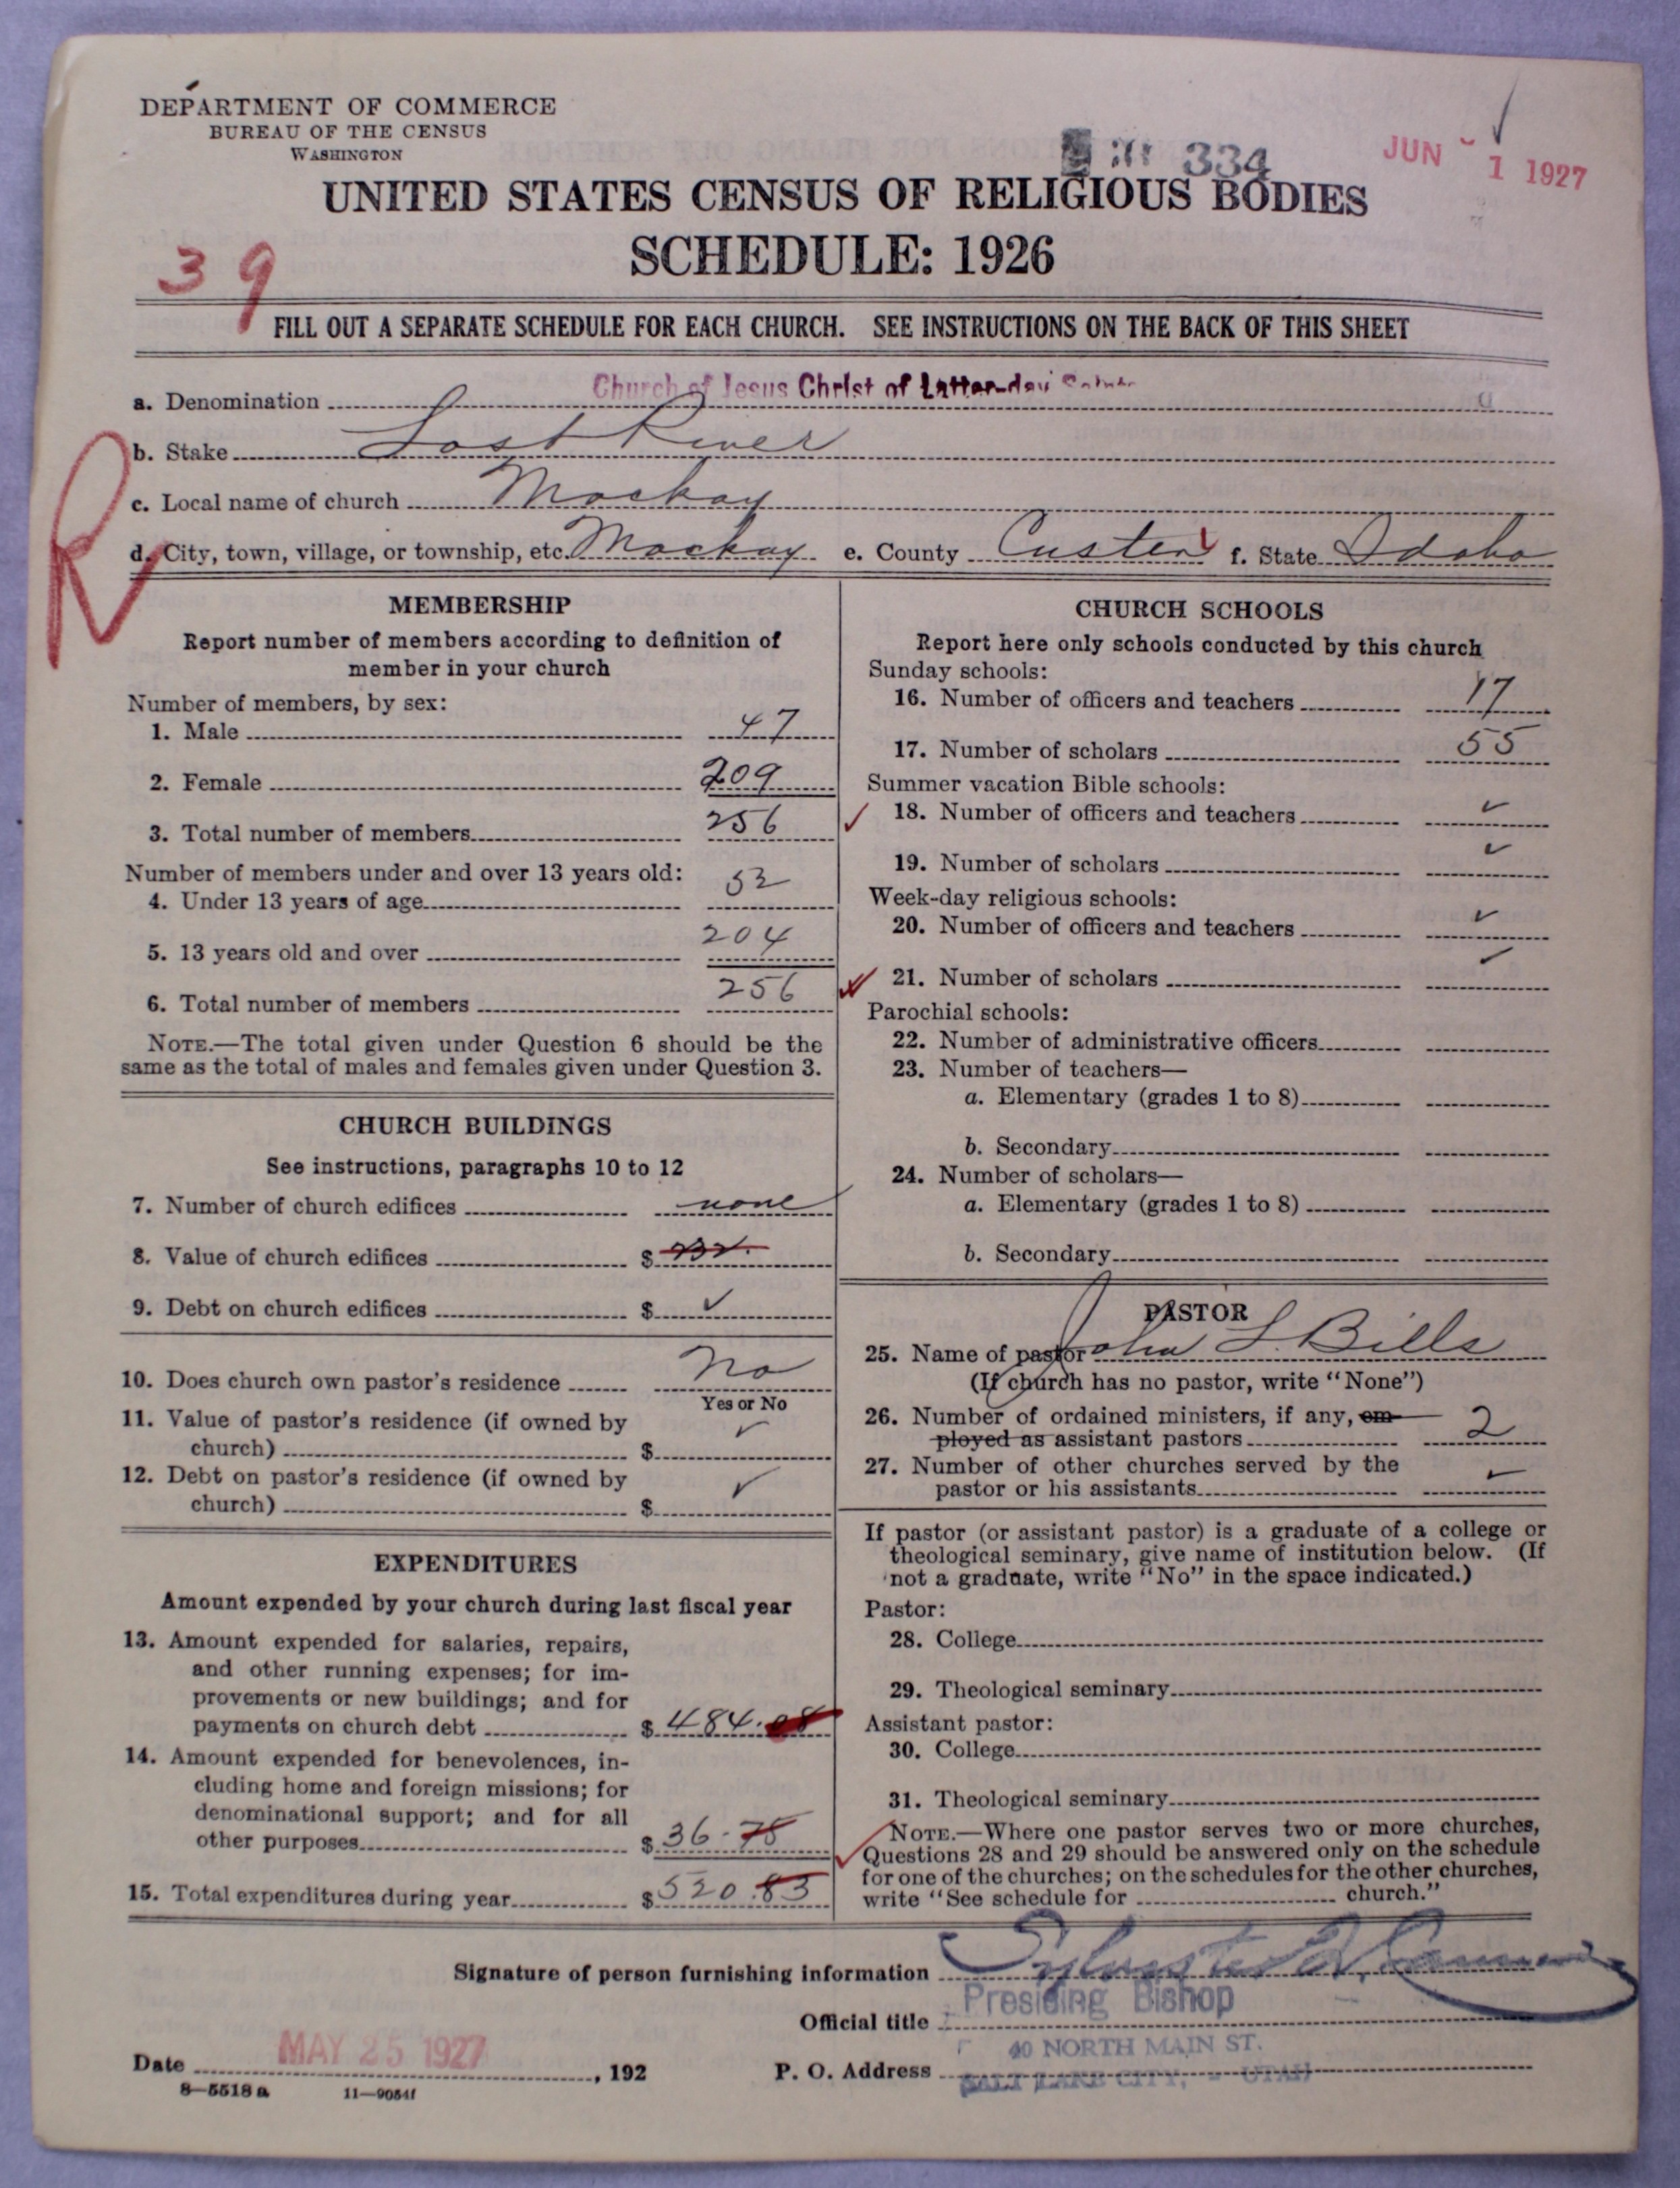 DEPARTMENT OF COMMERCE
BUREAU OF THE CENSUS
WASHINGTON
334
JUN 1 1927
UNITED STATES CENSUS OF RELIGIOUS BODIES
SCHEDULE: 1926
39
FILL OUT A SEPARATE SCHEDULE FOR EACH CHURCH. SEE INSTRUCTIONS ON THE BACK OF THIS SHEET
a. Denomination Church of Jesus Christ of Latter-day Saints
b. Stake Lost River
R
c. Local name of church Mackay
d. City, town, village, or township, etc. Mackay e. County Custer f. State Idaho
MEMBERSHIP
Report number of members according to definition of
member in your church
Number of members, by sex:
1. Male 47
2. Female 209
3. Total number of members 256
Number of members under and over 13 years old:
4. Under 13 years of age 52
5. 13 years old and over 204
6. Total number of members 256
NOTE.—The total given under Question 6 should be the
same as the total of males and females given under Question 3.
CHURCH BUILDINGS
See instructions, paragraphs 10 to 12
7. Number of church edifices none
8. Value of church edifices $
9. Debt on church edifices $ ✓
10. Does church own pastor's residence No
Yes or No
11. Value of pastor's residence (if owned by
church) $ ✓
12. Debt on pastor's residence (if owned by
church) $ ✓
EXPENDITURES
Amount expended by your church during last fiscal year
13. Amount expended for salaries, repairs,
and other running expenses; for im-
provements or new buildings; and for
payments on church debt $ 484.08
14. Amount expended for benevolences, in-
cluding home and foreign missions; for
denominational support; and for all
other purposes $ 36.75
15. Total expenditures during year $ 520.83
CHURCH SCHOOLS
Report here only schools conducted by this church
Sunday schools:
16. Number of officers and teachers 17
17. Number of scholars 55
Summer vacation Bible schools:
18. Number of officers and teachers ✓
19. Number of scholars ✓
Week-day religious schools:
20. Number of officers and teachers ✓
21. Number of scholars ✓
Parochial schools:
22. Number of administrative officers
23. Number of teachers—
a. Elementary (grades 1 to 8)
b. Secondary
24. Number of scholars—
a. Elementary (grades 1 to 8)
b. Secondary
PASTOR
25. Name of pastor John L. Bills
(If church has no pastor, write "None")
26. Number of ordained ministers, if any, em-
ployed as assistant pastors 2
27. Number of other churches served by the
pastor or his assistants ✓
If pastor (or assistant pastor) is a graduate of a college or
theological seminary, give name of institution below. (If
not a graduate, write "No" in the space indicated.)
Pastor:
28. College
29. Theological seminary
Assistant pastor:
30. College
31. Theological seminary
NOTE.—Where one pastor serves two or more churches,
Questions 28 and 29 should be answered only on the schedule
for one of the churches; on the schedules for the other churches,
write "See schedule for church."
Signature of person furnishing information Sylvester Q. Cannon
Official title Presiding Bishop
Date MAY 25 1927, 192
P. O. Address 40 NORTH MAIN ST.
SALT LAKE CITY, - UTAH
8—5518 a 11—9054f